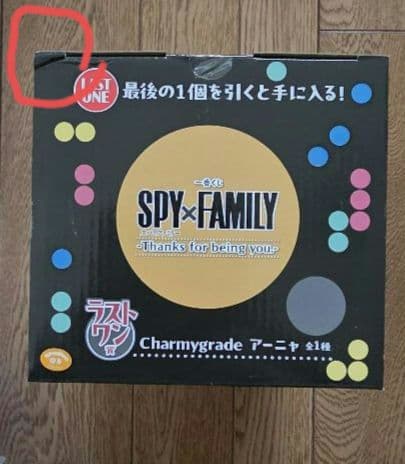 LAST
ONE
最後の1個を引くと手に入る!
一番くじ
SPY×FAMILY
-Thanks for being you.-
ラスト
ワン
賞
Charmygrade アーニャ 全1種